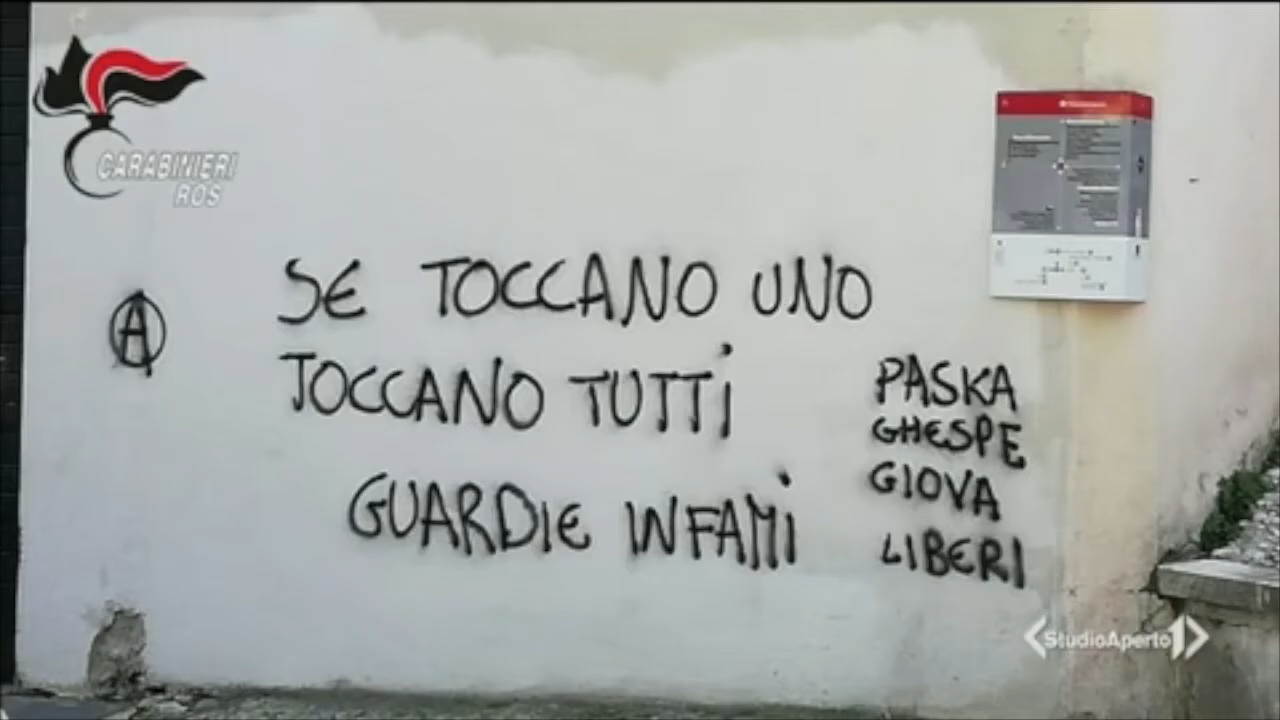 CARABINIERI
ROS
A
SE TOCCANO UNO
TOCCANO TUTTI
GUARDIE INFAMI
PASKA
GHESPE
GIOVA
LIBERI
StudioAperto